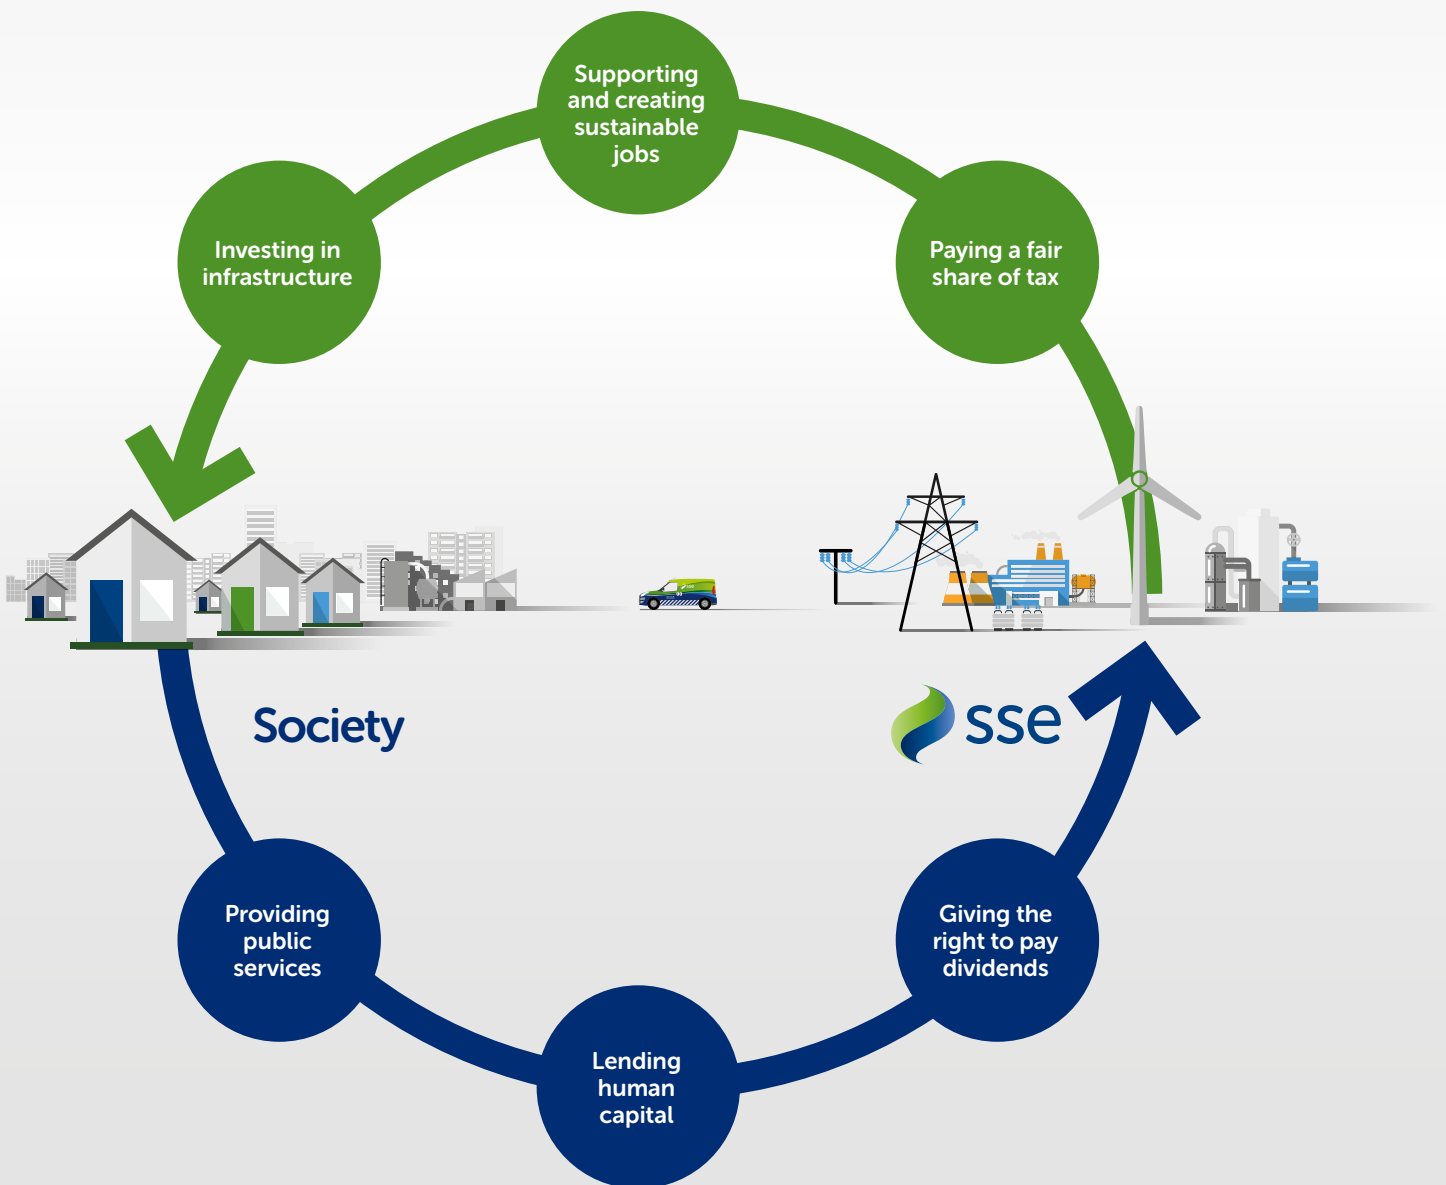 Supporting
and creating
sustainable
jobs
Investing in
infrastructure
Paying a fair
share of tax
Society
sse
Providing
public
services
Giving the
right to pay
dividends
Lending
human
capital